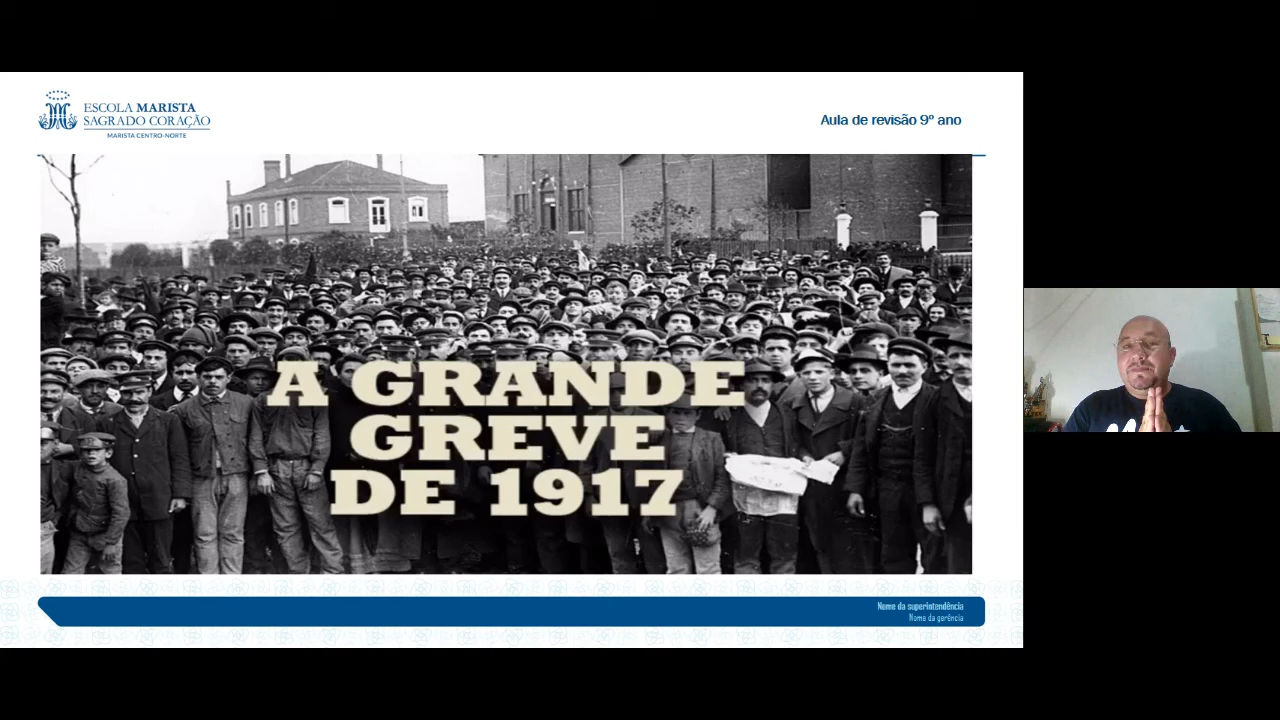 ESCOLA MARISTA
SAGRADO CORAÇÃO
MARISTA CENTRO-NORTE
Aula de revisão 9º ano
A GRANDE
GREVE
DE 1917
Nome da superintendência
Nome da gerência